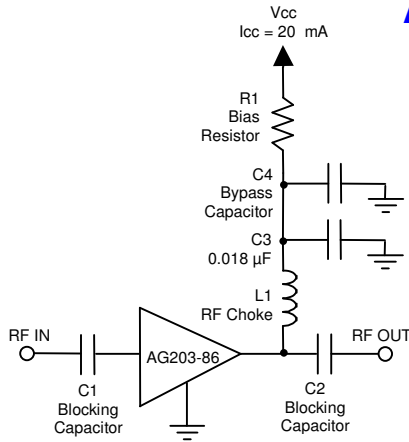 Vcc
Icc = 20 mA
R1
Bias
Resistor
C4
Bypass
Capacitor
C3
0.018 µF
L1
RF Choke
RF IN
AG203-86
RF OUT
C1
Blocking
Capacitor
C2
Blocking
Capacitor